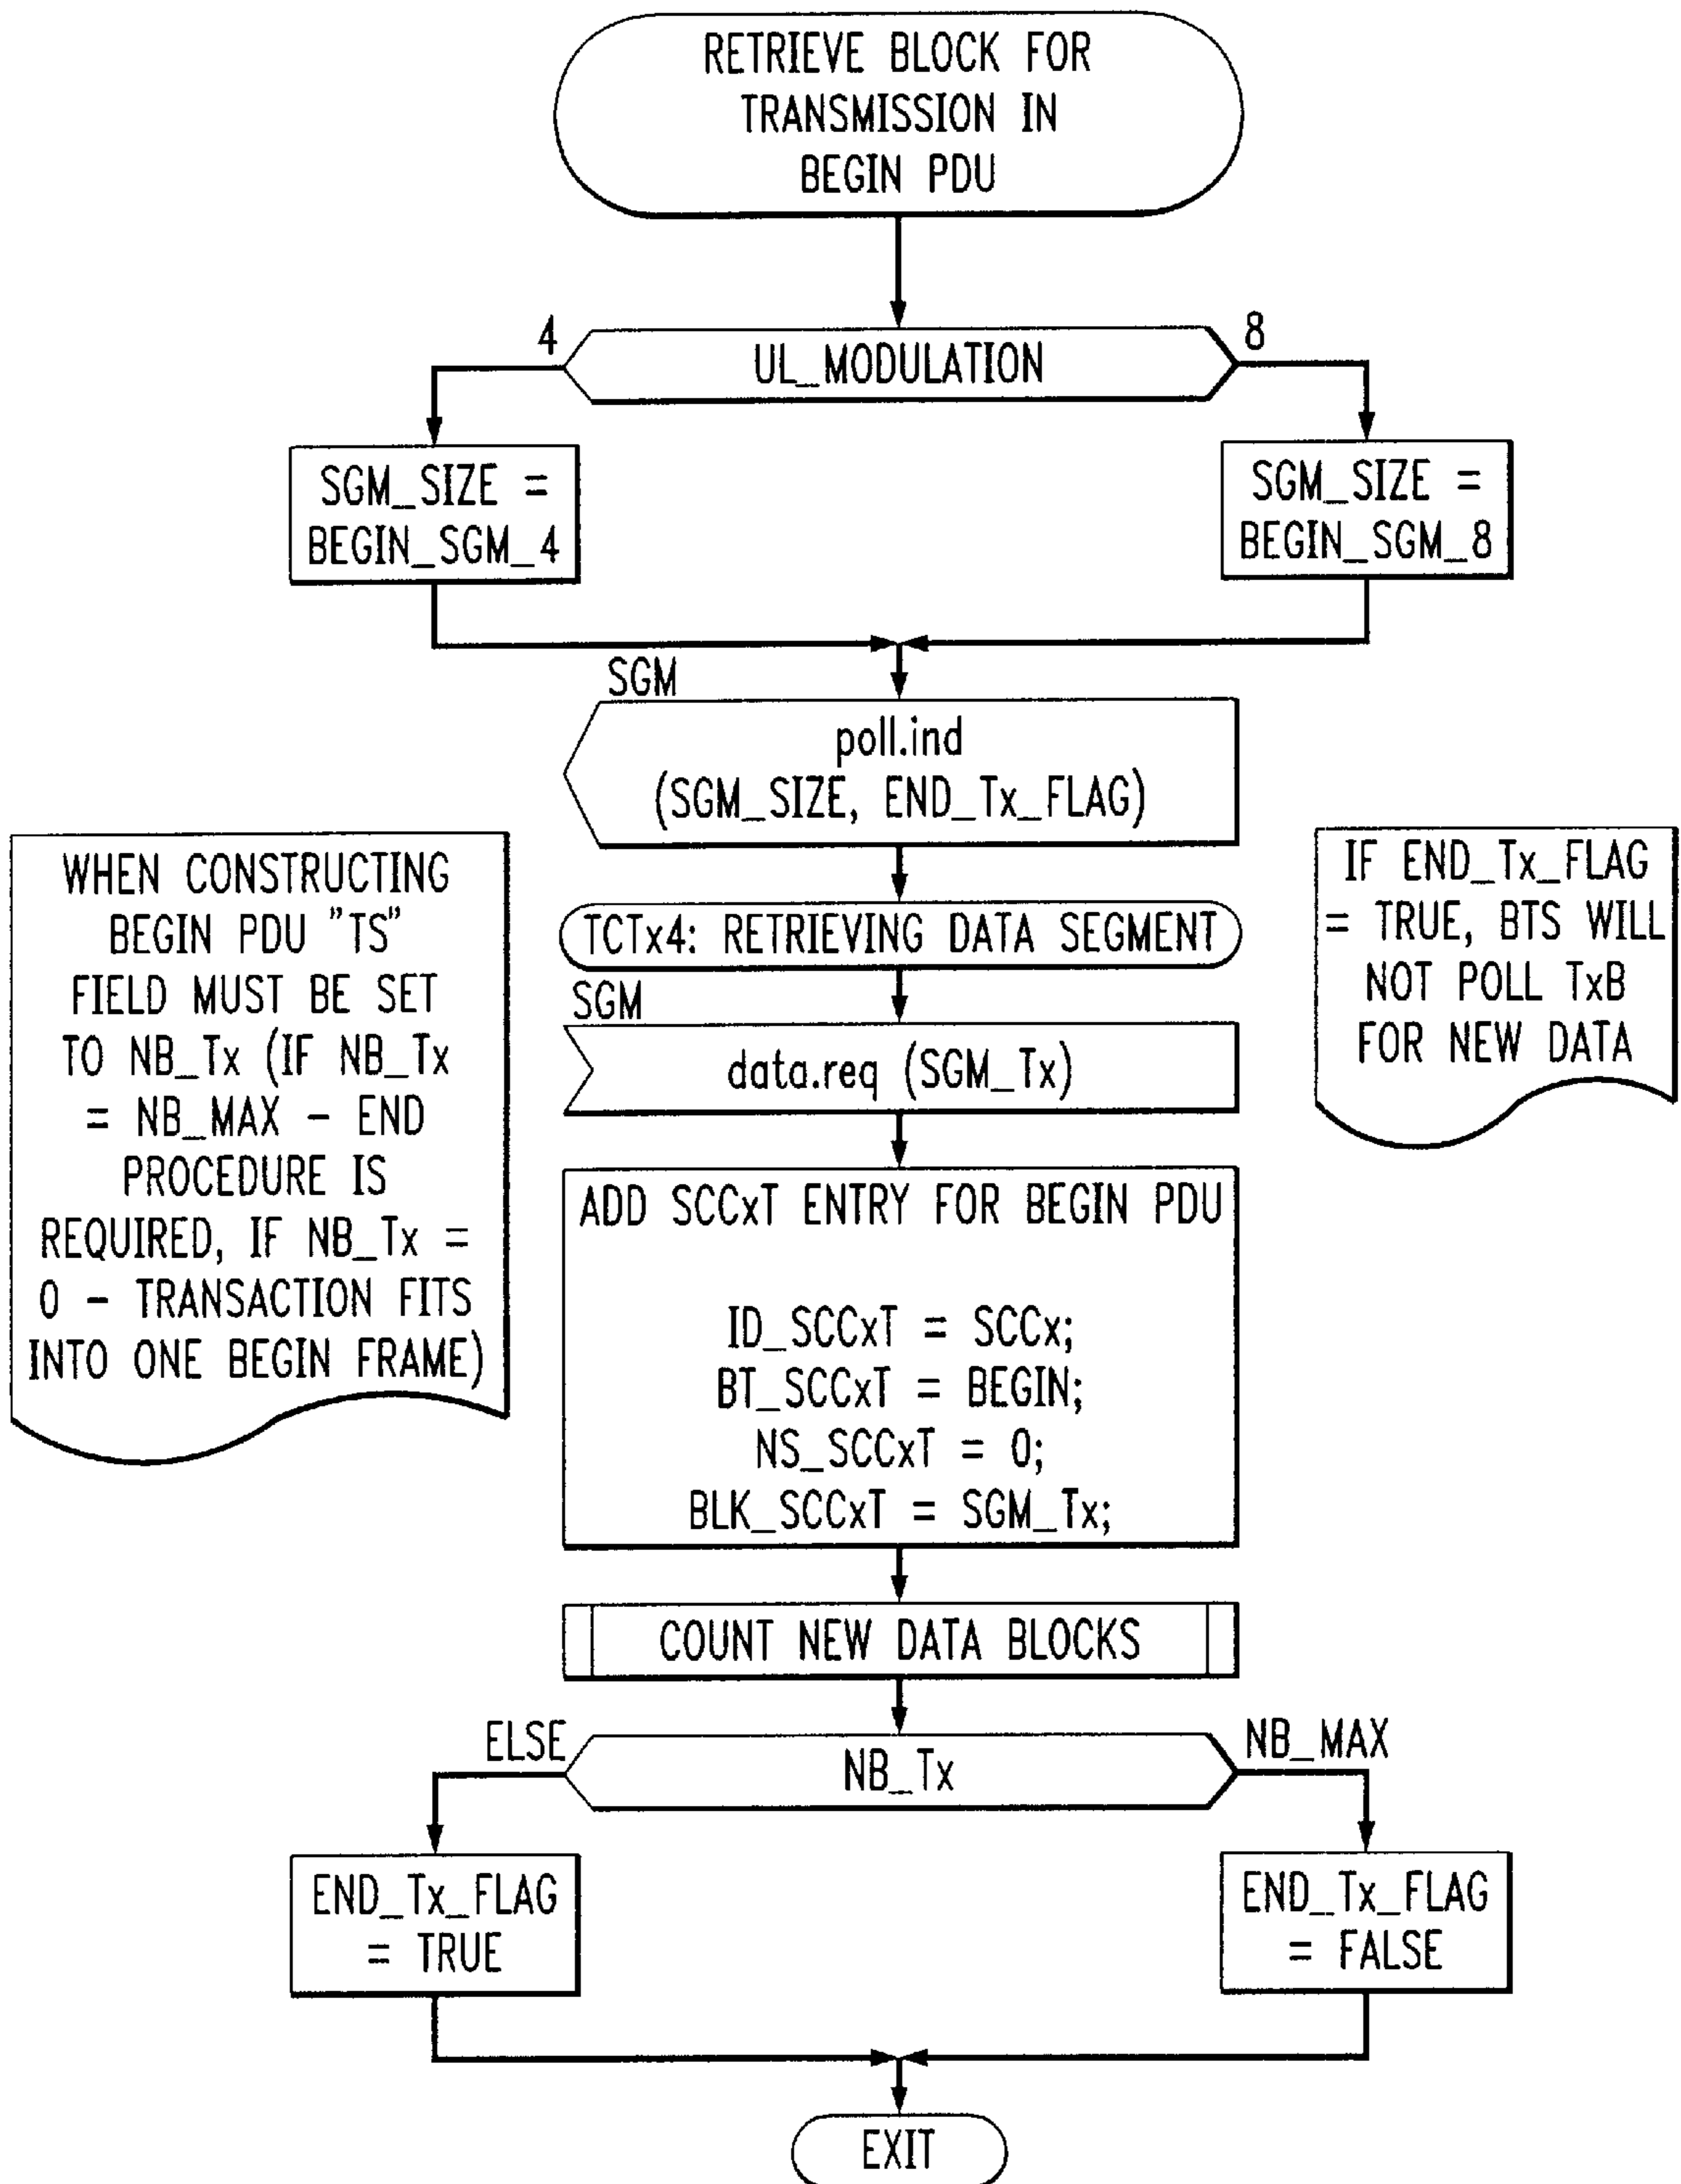 RETRIEVE BLOCK FOR
TRANSMISSION IN
BEGIN PDU
4
UL_MODULATION
8
SGM_SIZE =
BEGIN_SGM_4
SGM_SIZE =
BEGIN_SGM_8
SGM
poll.ind
(SGM_SIZE, END_Tx_FLAG)
WHEN CONSTRUCTING
BEGIN PDU "TS"
FIELD MUST BE SET
TO NB_Tx (IF NB_Tx
= NB_MAX – END
PROCEDURE IS
REQUIRED, IF NB_Tx =
0 – TRANSACTION FITS
INTO ONE BEGIN FRAME)
IF END_Tx_FLAG
= TRUE, BTS WILL
NOT POLL TxB
FOR NEW DATA
TCTx4: RETRIEVING DATA SEGMENT
SGM
data.req (SGM_Tx)
ADD SCCxT ENTRY FOR BEGIN PDU
ID_SCCxT = SCCx;
BT_SCCxT = BEGIN;
NS_SCCxT = 0;
BLK_SCCxT = SGM_Tx;
COUNT NEW DATA BLOCKS
ELSE
NB_Tx
NB_MAX
END_Tx_FLAG
= TRUE
END_Tx_FLAG
= FALSE
EXIT